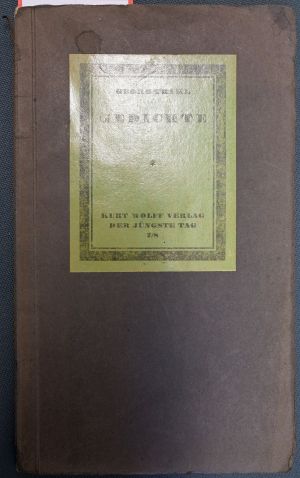 GEORG TRAKL
GEDICHTE
KURT WOLFF VERLAG
DER JÜNGSTE TAG
7/8